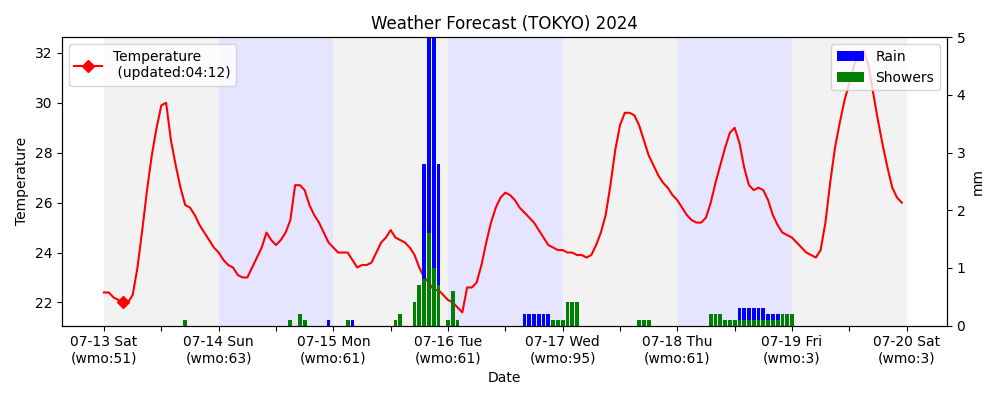 Weather Forecast (TOKYO) 2024
Temperature
(updated:04:12)
Rain
Showers
Temperature
32
30
28
26
24
22
5
4
3
2
1
0
mm
07-13 Sat
(wmo:51)
07-14 Sun
(wmo:63)
07-15 Mon
(wmo:61)
07-16 Tue
(wmo:61)
07-17 Wed
(wmo:95)
07-18 Thu
(wmo:61)
07-19 Fri
(wmo:3)
07-20 Sat
(wmo:3)
Date